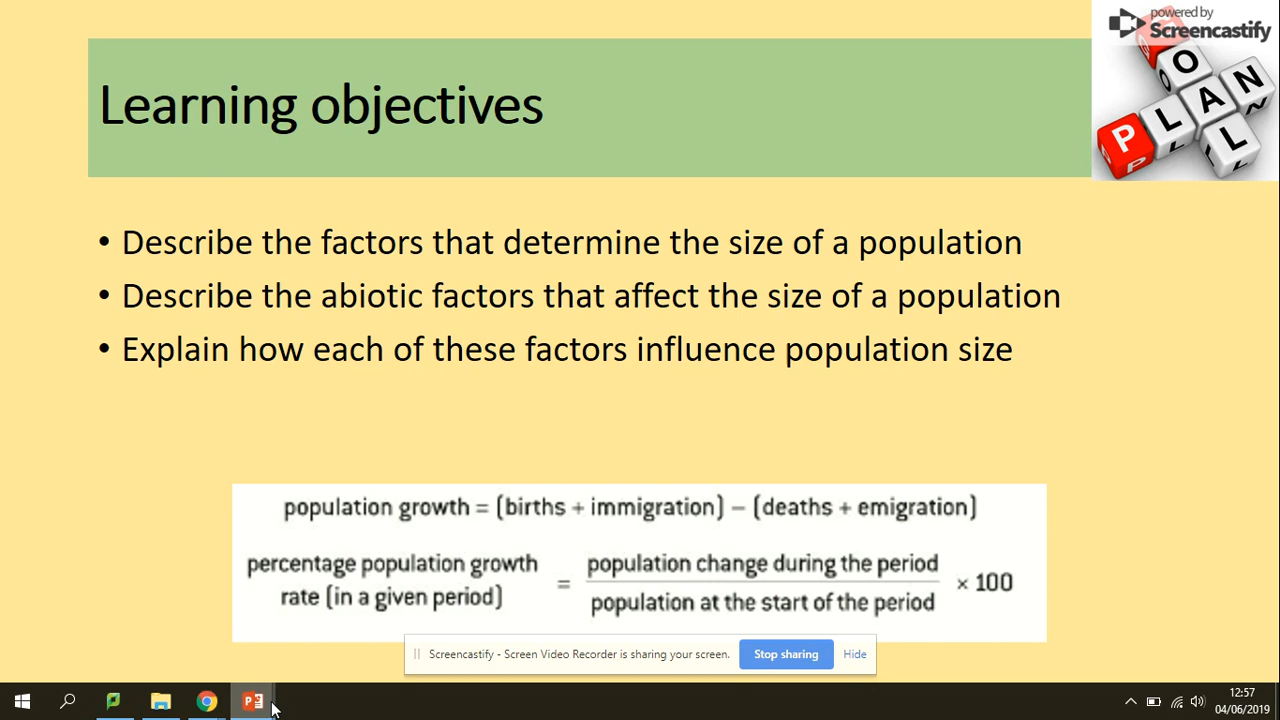 powered by
Screencastify
Learning objectives
O
P L A N
L
• Describe the factors that determine the size of a population
• Describe the abiotic factors that affect the size of a population
• Explain how each of these factors influence population size
population growth = (births + immigration) – (deaths + emigration)
percentage population growth rate (in a given period) = population change during the period / population at the start of the period × 100
Screencastify - Screen Video Recorder is sharing your screen.
Stop sharing
Hide
12:57
04/06/2019